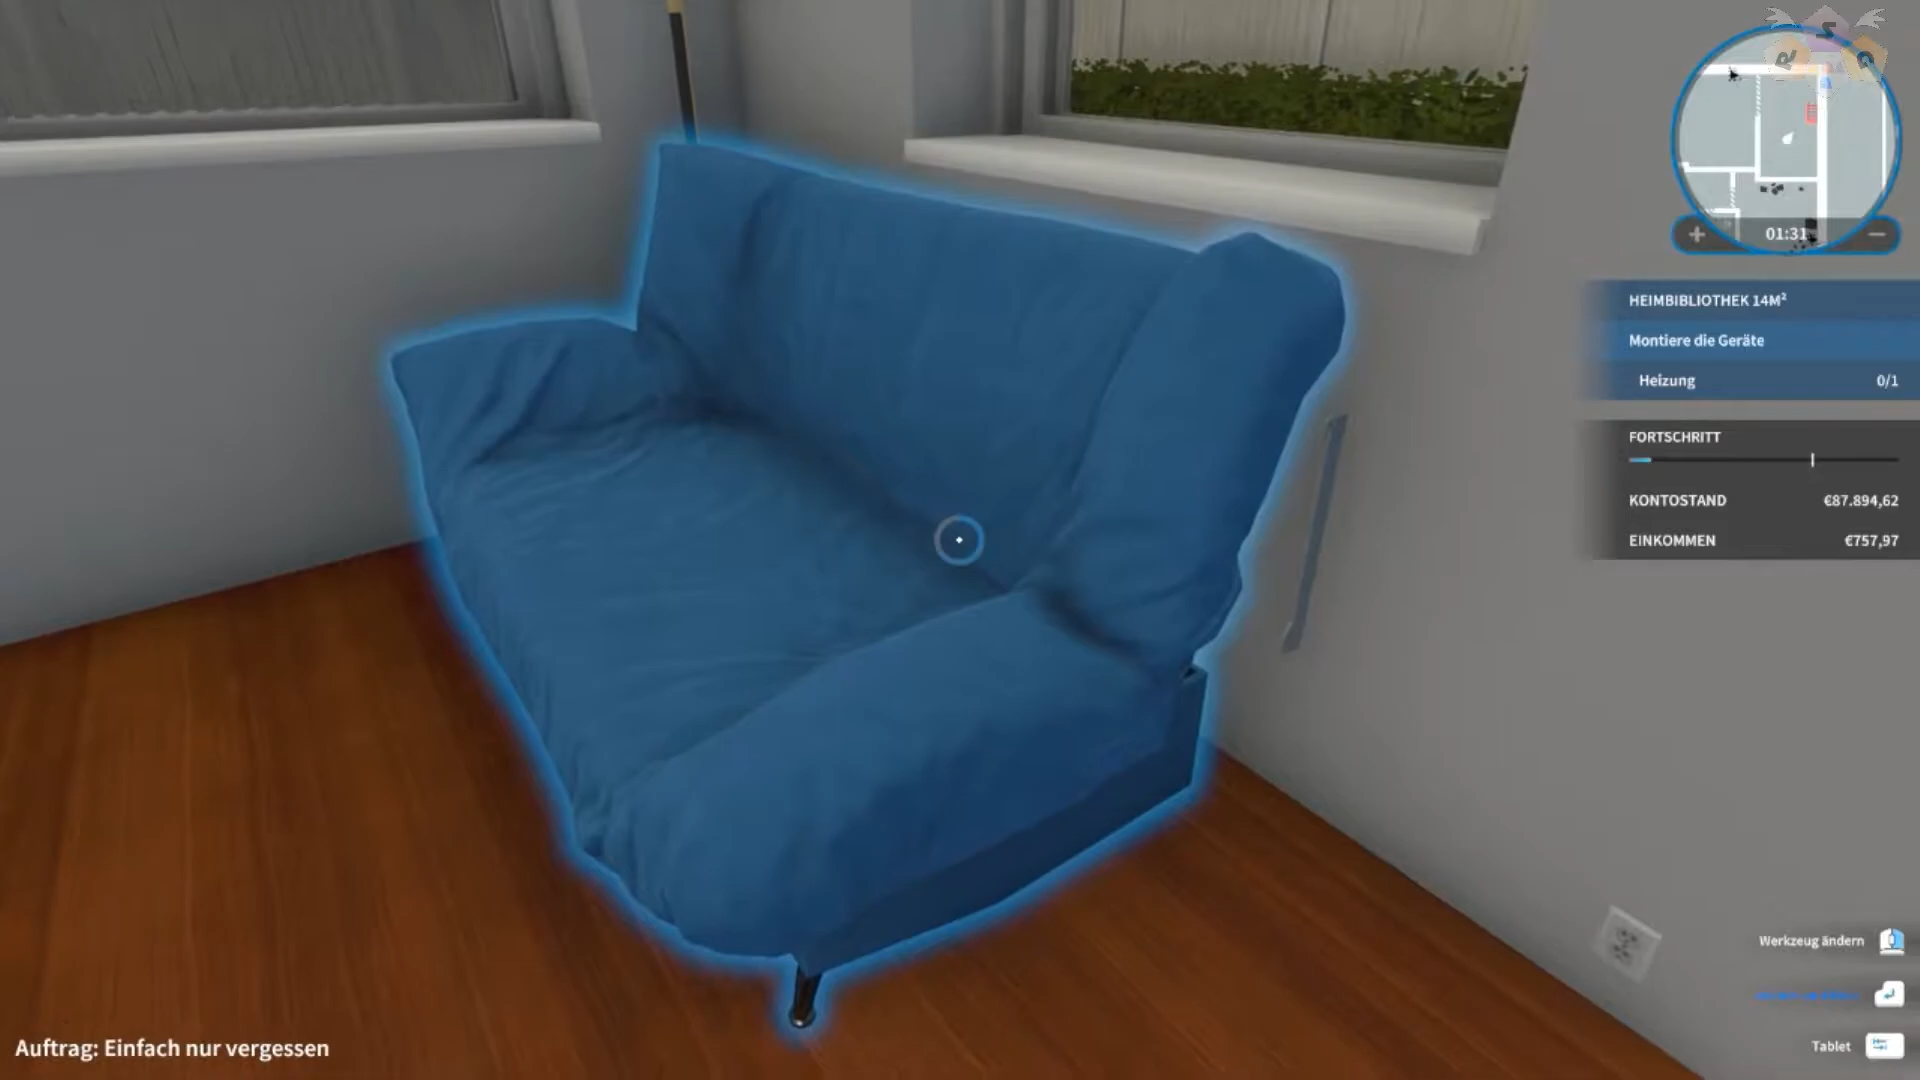 R S G
01:31
HEIMBIBLIOTHEK 14M²
Montiere die Geräte
Heizung 0/1
FORTSCHRITT
KONTOSTAND €87.894,62
EINKOMMEN €757,97
Werkzeug ändern
Tablet
Auftrag: Einfach nur vergessen